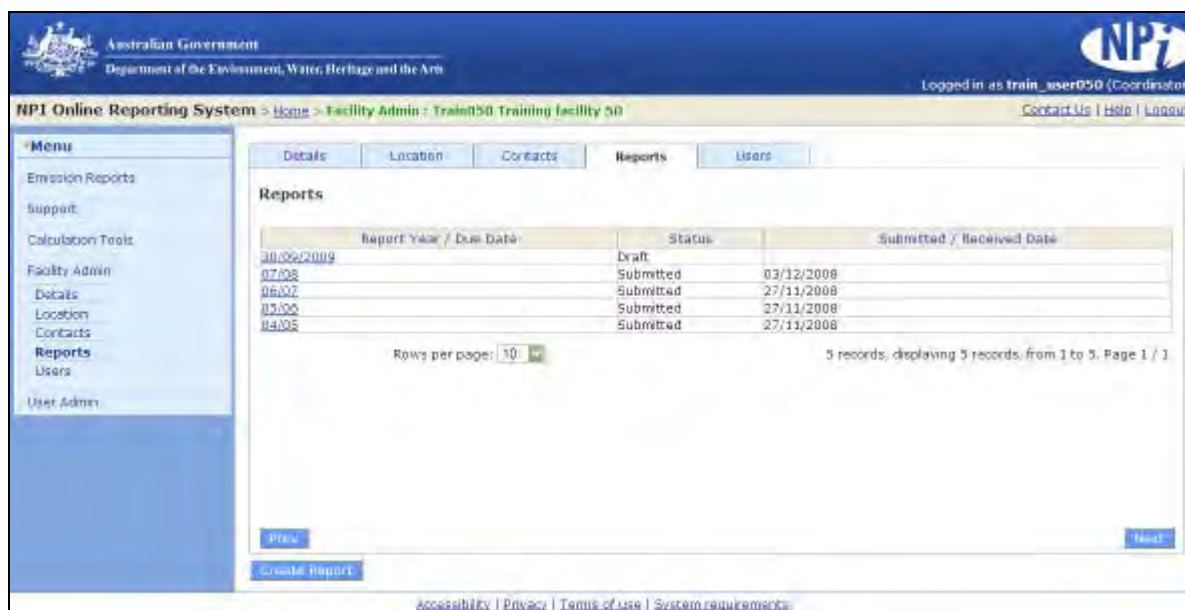 Australian Government
Department of the Environment, Water, Heritage and the Arts
NPi
Logged in as train_user050 (Coordinator
NPI Online Reporting System > Home > Facility Admin : Train050 Training facility 50
Contact Us | Help | Logout
Menu
Emission Reports
Support
Calculation Tools
Facility Admin
Details
Location
Contacts
Reports
Users
User Admin
Details Location Contacts Reports Users
Reports
Report Year / Due Date Status Submitted / Received Date
30/09/2009 Draft
07/08 Submitted 03/12/2008
06/07 Submitted 27/11/2008
05/06 Submitted 27/11/2008
04/05 Submitted 27/11/2008
Rows per page: 10
5 records, displaying 5 records, from 1 to 5. Page 1 / 1
Prev
Next
Create Report
Accessibility | Privacy | Terms of use | System requirements